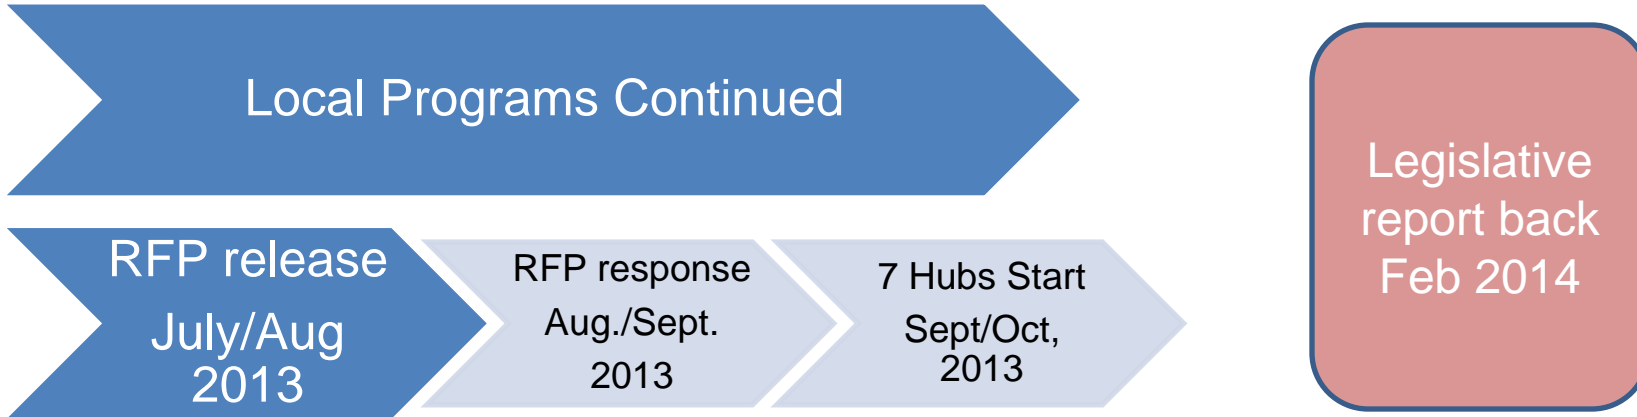 Local Programs Continued
RFP release
July/Aug
2013
RFP response
Aug./Sept.
2013
7 Hubs Start
Sept/Oct,
2013
Legislative
report back
Feb 2014